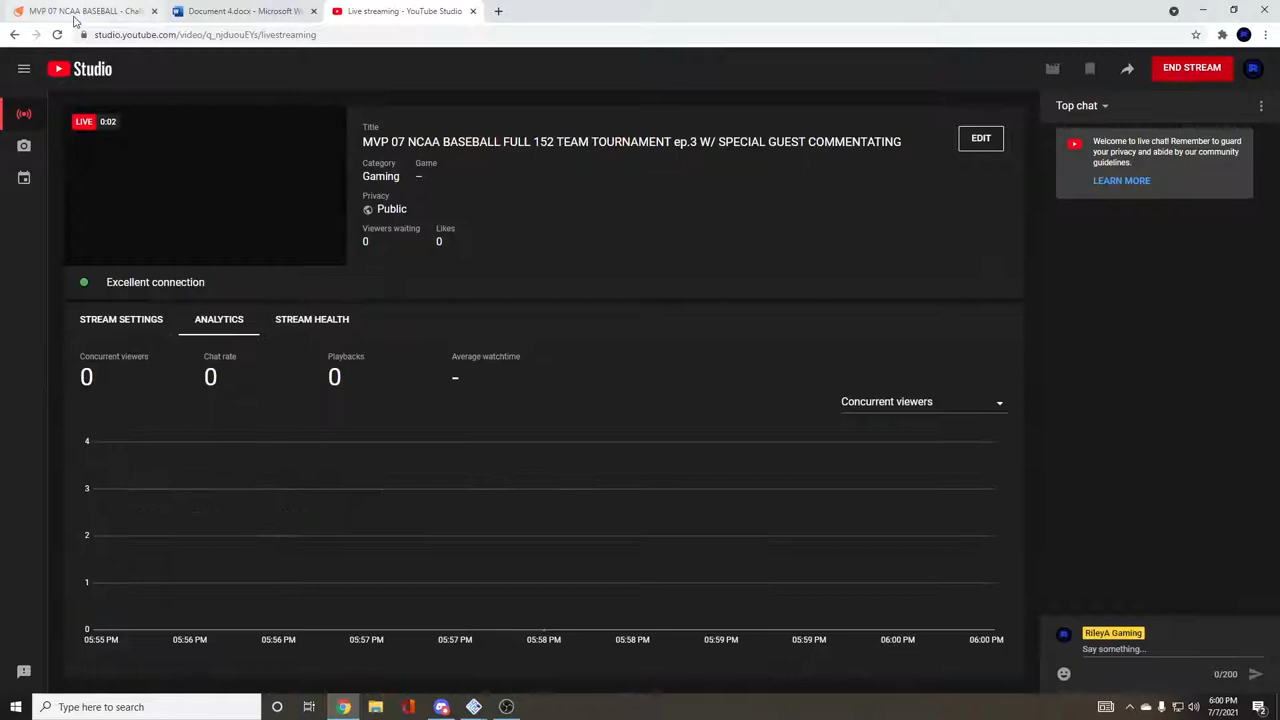 MVP 07 NCAA BASEBALL - Chall
Document 4.docx - Microsoft W
Live streaming - YouTube Studio
studio.youtube.com/video/q_njduouEYs/livestreaming
Studio
END STREAM
LIVE 0:02
Title
MVP 07 NCAA BASEBALL FULL 152 TEAM TOURNAMENT ep.3 W/ SPECIAL GUEST COMMENTATING
EDIT
Category Game
Gaming –
Privacy
Public
Viewers waiting Likes
0 0
Top chat
Welcome to live chat! Remember to guard
your privacy and abide by our community
guidelines.
LEARN MORE
Excellent connection
STREAM SETTINGS ANALYTICS STREAM HEALTH
Concurrent viewers Chat rate Playbacks Average watchtime
0 0 0 -
Concurrent viewers
4
3
2
1
0
05:55 PM 05:56 PM 05:56 PM 05:57 PM 05:57 PM 05:58 PM 05:58 PM 05:59 PM 05:59 PM 06:00 PM 06:00 PM
RileyA Gaming
Say something...
0/200
Type here to search
6:00 PM
7/7/2021
2